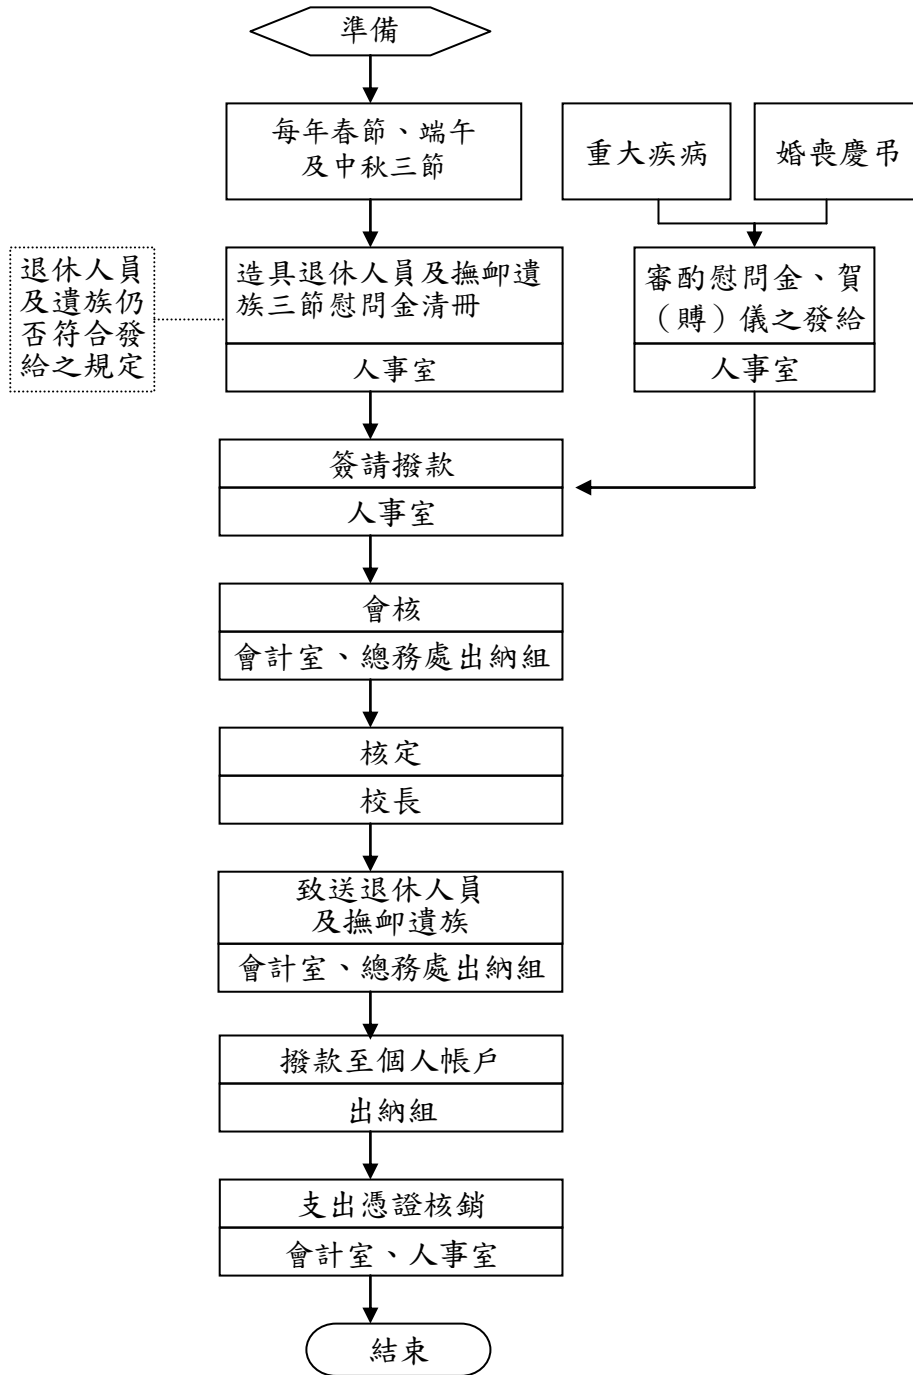 準備
每年春節、端午
及中秋三節
重大疾病
婚喪慶弔
退休人員
及遺族仍
否符合發
給之規定
造具退休人員及撫卹遺
族三節慰問金清冊
人事室
審酌慰問金、賀
（賻）儀之發給
人事室
簽請撥款
人事室
會核
會計室、總務處出納組
核定
校長
致送退休人員
及撫卹遺族
會計室、總務處出納組
撥款至個人帳戶
出納組
支出憑證核銷
會計室、人事室
結束